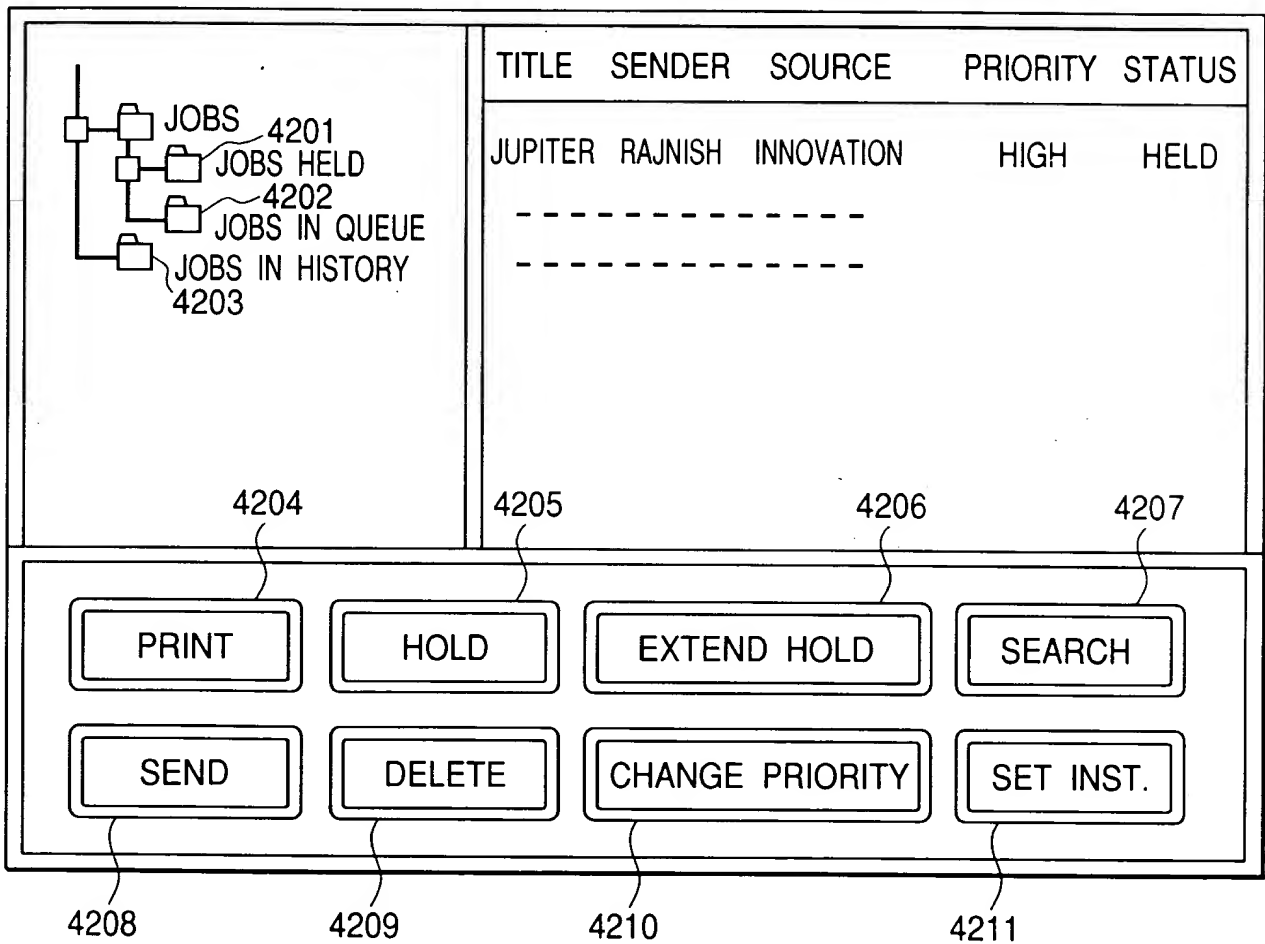 JOBS
4201
JOBS HELD
4202
JOBS IN QUEUE
JOBS IN HISTORY
4203
TITLE SENDER SOURCE PRIORITY STATUS
JUPITER RAJNISH INNOVATION HIGH HELD
- - - - - - - - - - - - - -
- - - - - - - - - - - - - -
4204 4205 4206 4207
PRINT HOLD EXTEND HOLD SEARCH
SEND DELETE CHANGE PRIORITY SET INST.
4208 4209 4210 4211